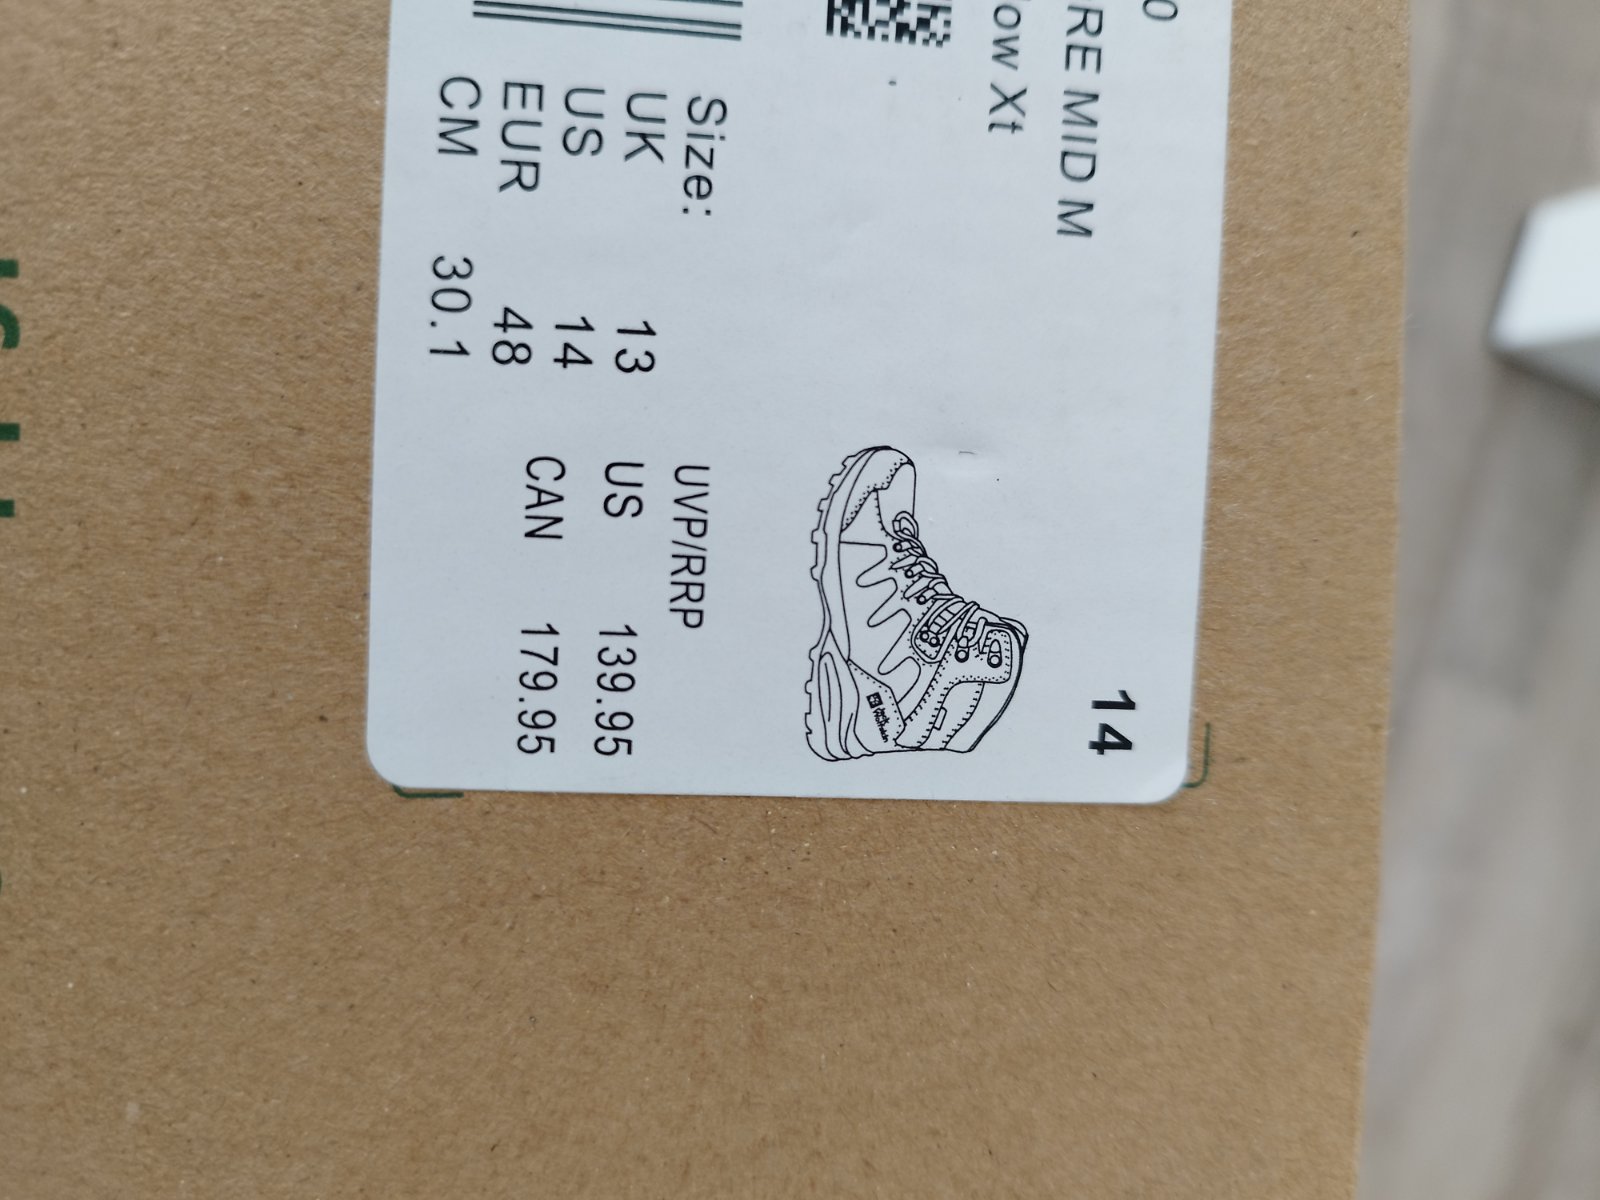 0
RE MID M
ow Xt
14
Size:
UK 13
US 14
EUR 48
CM 30.1
UVP/RRP
US 139.95
CAN 179.95